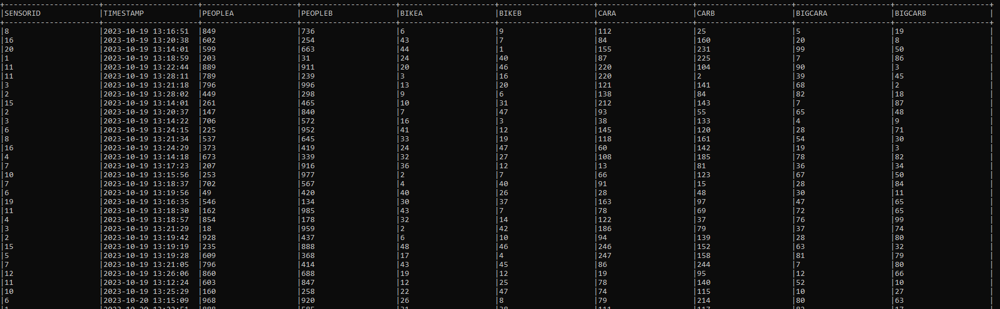 SENSORID TIMESTAMP PEOPLEA PEOPLEB BIKEA BIKEB CARA CARB BIGCARA BIGCARB
8 2023-10-19 13:16:51 849 736 6 9 112 25 5 19
16 2023-10-19 13:20:38 602 254 43 7 84 160 20 8
20 2023-10-19 13:14:01 599 663 44 1 155 231 99 50
1 2023-10-19 13:18:59 203 31 24 40 87 225 7 86
11 2023-10-19 13:22:44 889 911 20 46 220 104 90 3
11 2023-10-19 13:28:11 789 239 3 16 220 2 39 45
3 2023-10-19 13:21:18 796 996 13 20 121 141 68 2
2 2023-10-19 13:28:02 449 298 9 6 138 84 82 18
15 2023-10-19 13:14:01 261 465 10 31 212 143 7 87
2 2023-10-19 13:20:37 147 840 7 47 93 55 65 48
3 2023-10-19 13:14:22 706 572 16 3 38 133 4 9
6 2023-10-19 13:24:15 225 952 41 12 145 120 28 71
8 2023-10-19 13:21:34 537 645 33 19 118 161 54 30
16 2023-10-19 13:24:29 373 419 24 47 60 142 19 3
4 2023-10-19 13:14:18 673 339 32 27 108 185 78 82
7 2023-10-19 13:17:23 207 916 36 12 13 81 36 34
10 2023-10-19 13:15:56 253 977 2 7 66 123 67 50
7 2023-10-19 13:18:37 702 567 4 40 91 15 28 84
6 2023-10-19 13:19:56 49 420 40 26 28 48 30 11
19 2023-10-19 13:16:35 546 134 30 37 163 97 47 65
11 2023-10-19 13:18:30 162 985 43 7 78 69 72 65
4 2023-10-19 13:18:57 854 178 32 14 122 37 76 99
3 2023-10-19 13:21:29 18 959 2 42 186 79 37 74
2 2023-10-19 13:19:42 928 437 6 10 94 139 28 80
15 2023-10-19 13:19:19 235 888 48 46 246 152 63 32
5 2023-10-19 13:19:28 609 368 17 4 247 158 81 79
7 2023-10-19 13:21:05 796 414 43 45 86 244 7 80
12 2023-10-19 13:26:06 860 688 19 12 19 95 12 66
11 2023-10-19 13:12:24 603 847 12 25 78 140 52 10
10 2023-10-19 13:25:29 160 258 22 47 74 115 10 27
6 2023-10-20 13:15:09 968 920 26 8 79 214 80 63